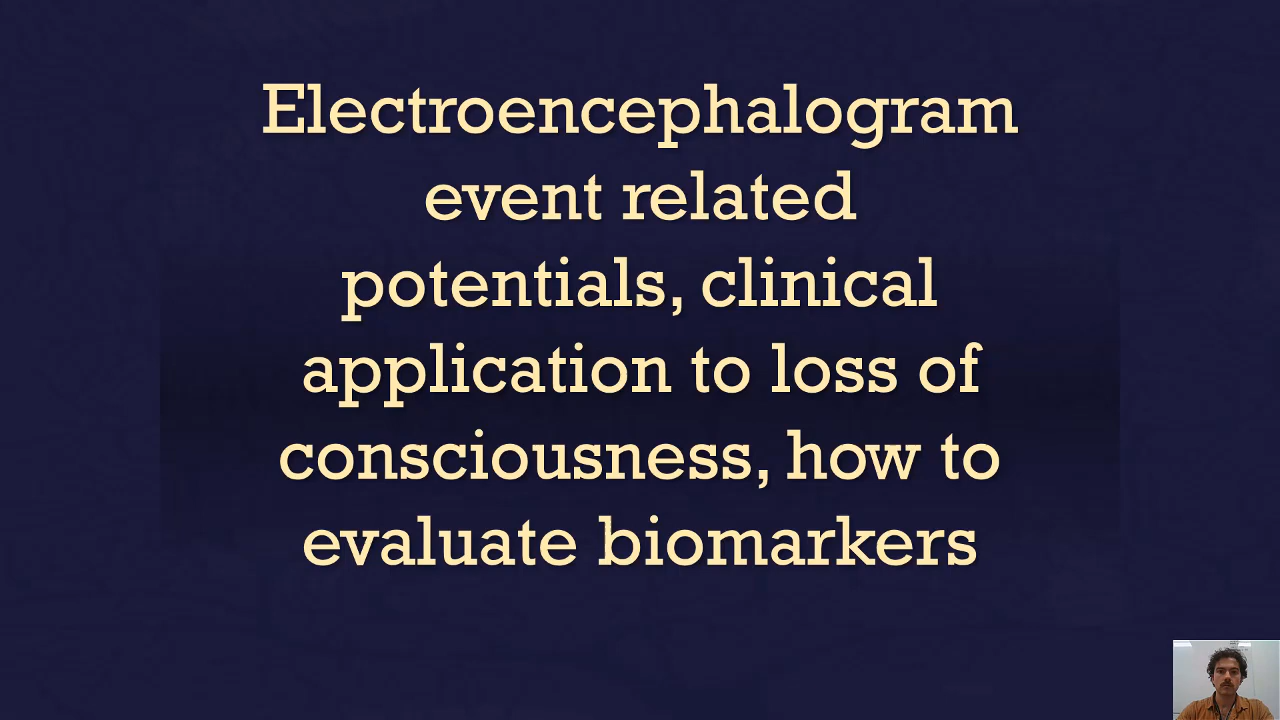 Electroencephalogram
event related
potentials, clinical
application to loss of
consciousness, how to
evaluate biomarkers